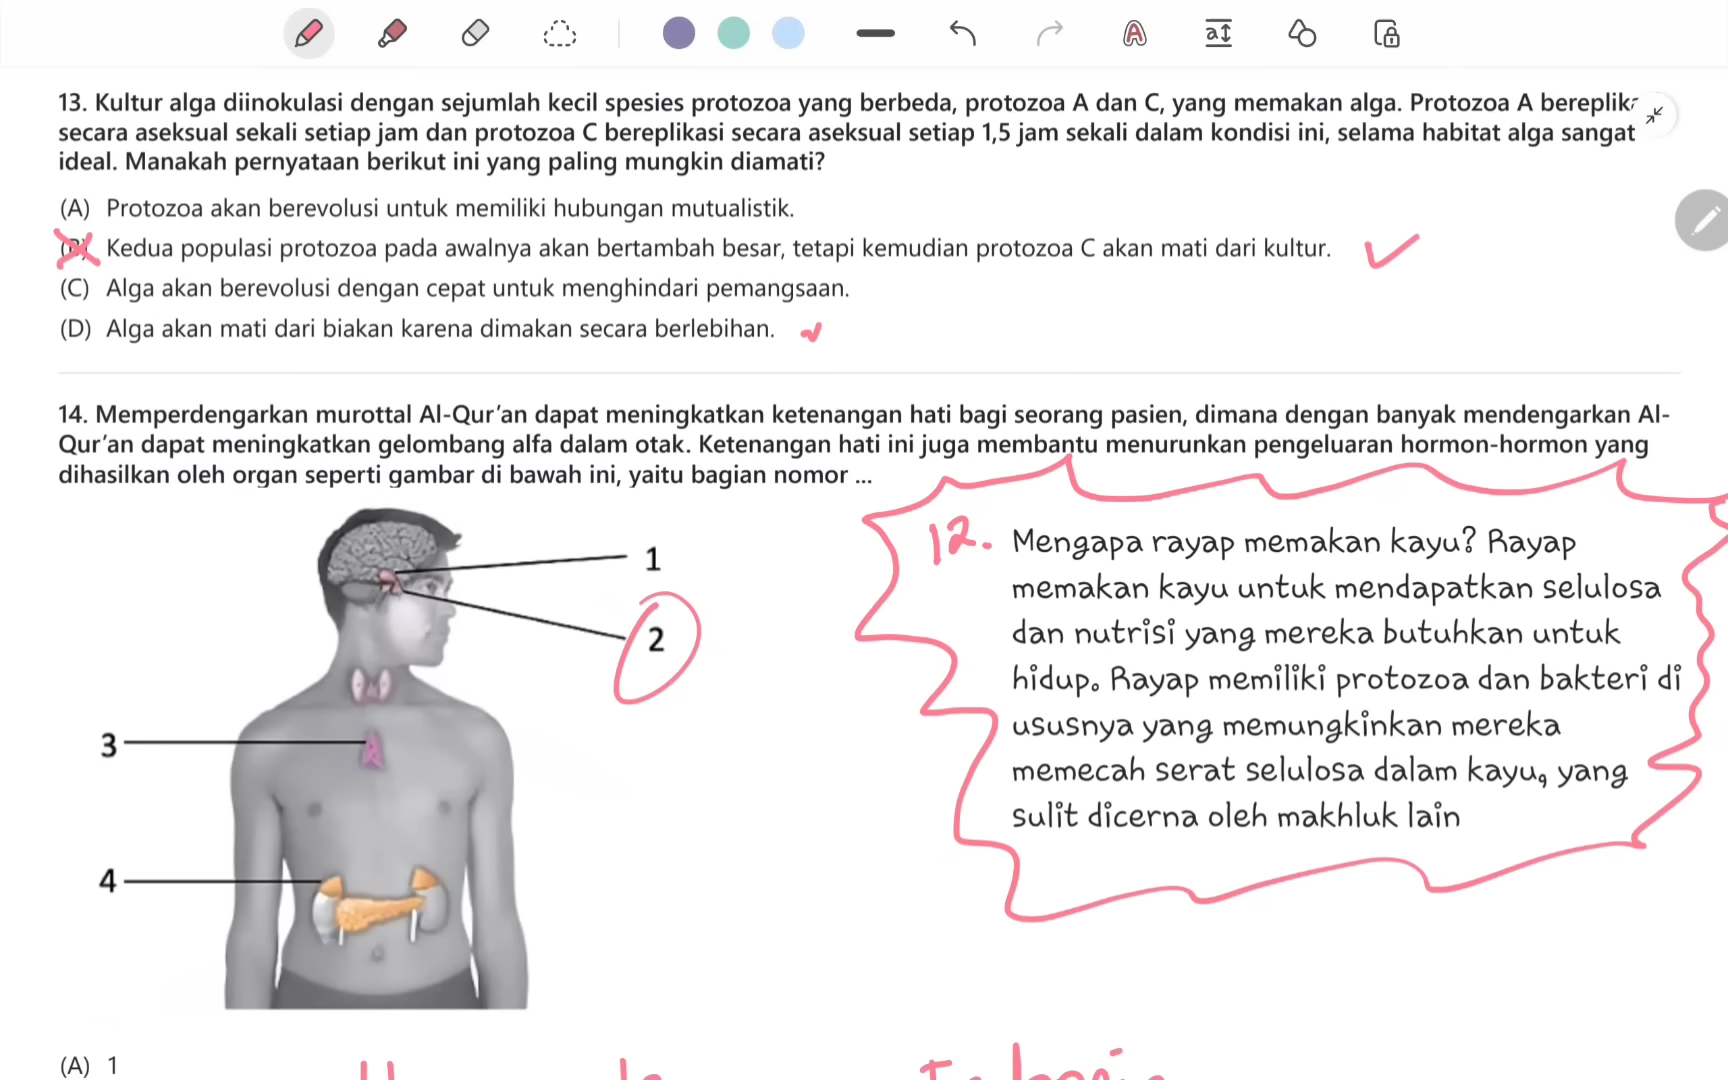 13. Kultur alga diinokulasi dengan sejumlah kecil spesies protozoa yang berbeda, protozoa A dan C, yang memakan alga. Protozoa A bereplik
secara aseksual sekali setiap jam dan protozoa C bereplikasi secara aseksual setiap 1,5 jam sekali dalam kondisi ini, selama habitat alga sangat
ideal. Manakah pernyataan berikut ini yang paling mungkin diamati?
(A) Protozoa akan berevolusi untuk memiliki hubungan mutualistik.
Kedua populasi protozoa pada awalnya akan bertambah besar, tetapi kemudian protozoa C akan mati dari kultur.
(C) Alga akan berevolusi dengan cepat untuk menghindari pemangsaan.
(D) Alga akan mati dari biakan karena dimakan secara berlebihan.
14. Memperdengarkan murottal Al-Qur'an dapat meningkatkan ketenangan hati bagi seorang pasien, dimana dengan banyak mendengarkan Al-
Qur'an dapat meningkatkan gelombang alfa dalam otak. Ketenangan hati ini juga membantu menurunkan pengeluaran hormon-hormon yang
dihasilkan oleh organ seperti gambar di bawah ini, yaitu bagian nomor ...
1
2
3
4
12. Mengapa rayap memakan kayu? Rayap
memakan kayu untuk mendapatkan selulosa
dan nutrisi yang mereka butuhkan untuk
hidup. Rayap memiliki protozoa dan bakteri di
ususnya yang memungkinkan mereka
memecah serat selulosa dalam kayu, yang
sulit dicerna oleh makhluk lain
(A) 1